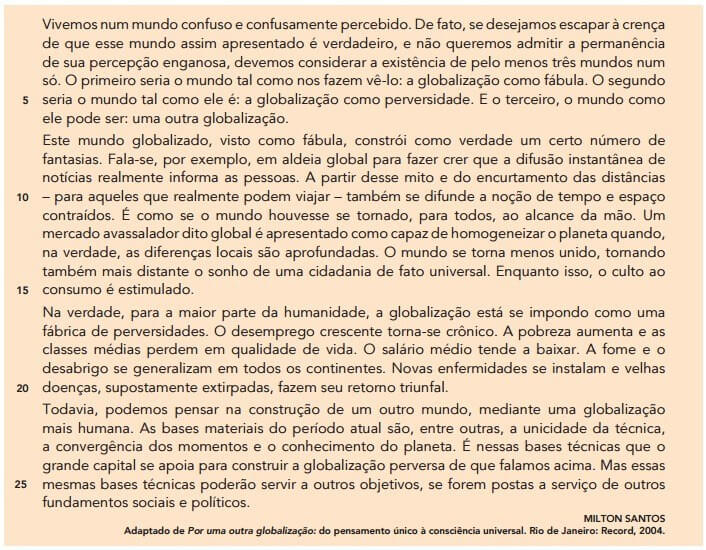 Vivemos num mundo confuso e confusamente percebido. De fato, se desejamos escapar à crença
de que esse mundo assim apresentado é verdadeiro, e não queremos admitir a permanência
de sua percepção enganosa, devemos considerar a existência de pelo menos três mundos num
só. O primeiro seria o mundo tal como nos fazem vê-lo: a globalização como fábula. O segundo
5 seria o mundo tal como ele é: a globalização como perversidade. E o terceiro, o mundo como
ele pode ser: uma outra globalização.
Este mundo globalizado, visto como fábula, constrói como verdade um certo número de
fantasias. Fala-se, por exemplo, em aldeia global para fazer crer que a difusão instantânea de
notícias realmente informa as pessoas. A partir desse mito e do encurtamento das distâncias
10 – para aqueles que realmente podem viajar – também se difunde a noção de tempo e espaço
contraídos. É como se o mundo houvesse se tornado, para todos, ao alcance da mão. Um
mercado avassalador dito global é apresentado como capaz de homogeneizar o planeta quando,
na verdade, as diferenças locais são aprofundadas. O mundo se torna menos unido, tornando
também mais distante o sonho de uma cidadania de fato universal. Enquanto isso, o culto ao
15 consumo é estimulado.
Na verdade, para a maior parte da humanidade, a globalização está se impondo como uma
fábrica de perversidades. O desemprego crescente torna-se crônico. A pobreza aumenta e as
classes médias perdem em qualidade de vida. O salário médio tende a baixar. A fome e o
desabrigo se generalizam em todos os continentes. Novas enfermidades se instalam e velhas
20 doenças, supostamente extirpadas, fazem seu retorno triunfal.
Todavia, podemos pensar na construção de um outro mundo, mediante uma globalização
mais humana. As bases materiais do período atual são, entre outras, a unicidade da técnica,
a convergência dos momentos e o conhecimento do planeta. É nessas bases técnicas que o
grande capital se apoia para construir a globalização perversa de que falamos acima. Mas essas
25 mesmas bases técnicas poderão servir a outros objetivos, se forem postas a serviço de outros
fundamentos sociais e políticos.
MILTON SANTOS
Adaptado de Por uma outra globalização: do pensamento único à consciência universal. Rio de Janeiro: Record, 2004.